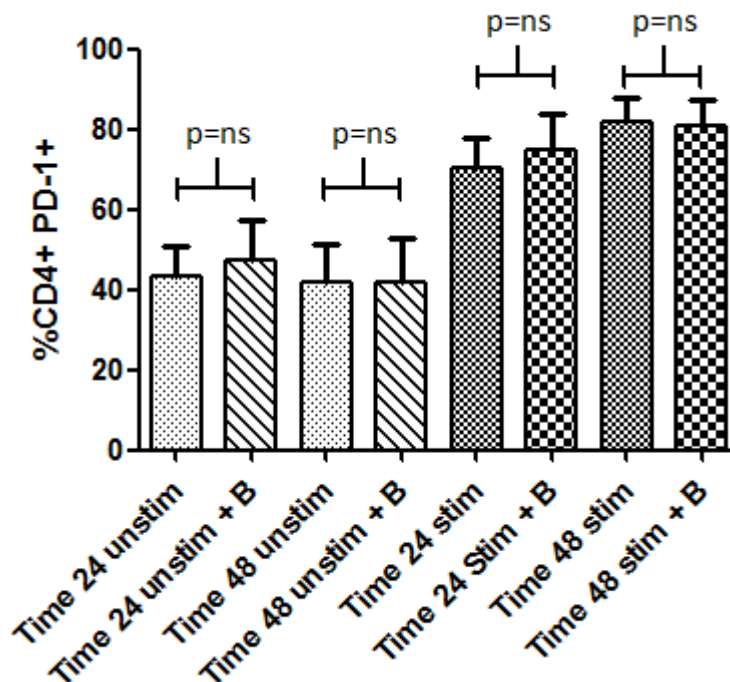 p=ns
p=ns
p=ns
p=ns
100
80
60
40
20
0
%CD4+ PD-1+
Time 24 unstim
Time 24 unstim + B
Time 48 unstim
Time 48 unstim + B
Time 24 stim
Time 24 Stim + B
Time 48 stim
Time 48 stim + B